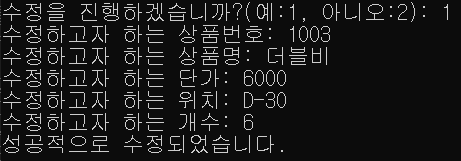 수정을 진행하겠습니까?(예:1, 아니오:2): 1
수정하고자 하는 상품번호: 1003
수정하고자 하는 상품명: 더블비
수정하고자 하는 단가: 6000
수정하고자 하는 위치: D-30
수정하고자 하는 개수: 6
성공적으로 수정되었습니다.